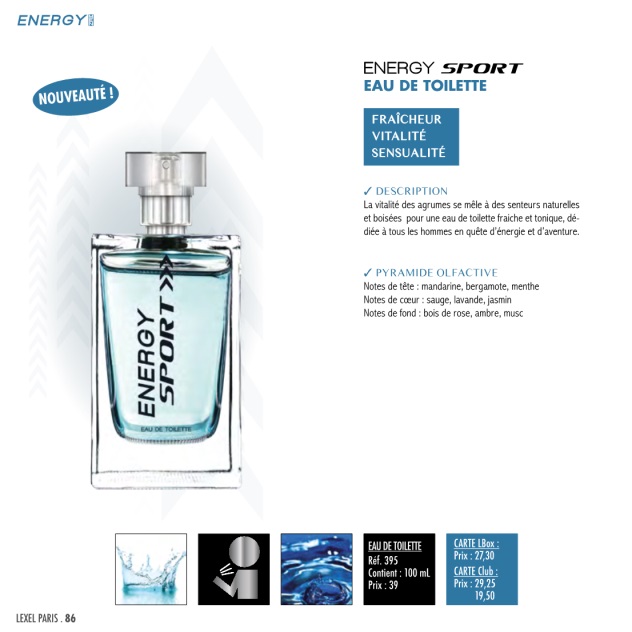 ENERGY
NOUVEAUTÉ !
ENERGY SPORT
EAU DE TOILETTE
FRAÎCHEUR
VITALITÉ
SENSUALITÉ
✓ DESCRIPTION
La vitalité des agrumes se mêle à des senteurs naturelles
et boisées pour une eau de toilette fraiche et tonique, dé-
diée à tous les hommes en quête d'énergie et d'aventure.
✓ PYRAMIDE OLFACTIVE
Notes de tête : mandarine, bergamote, menthe
Notes de cœur : sauge, lavande, jasmin
Notes de fond : bois de rose, ambre, musc
ENERGY
SPORT
EAU DE TOILETTE
EAU DE TOILETTE
Réf. 395
Contient : 100 mL
Prix : 39
CARTE LBox :
Prix : 27,30
CARTE Club :
Prix : 29,25
19,50
LEXEL PARIS . 86